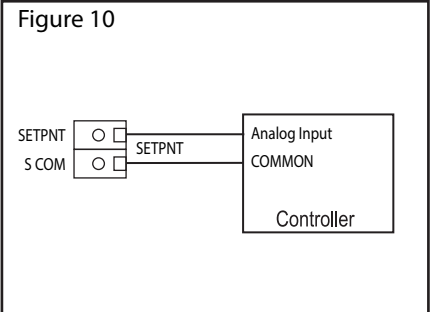 Figure 10
SETPNT
S COM
SETPNT
Analog Input
COMMON
Controller